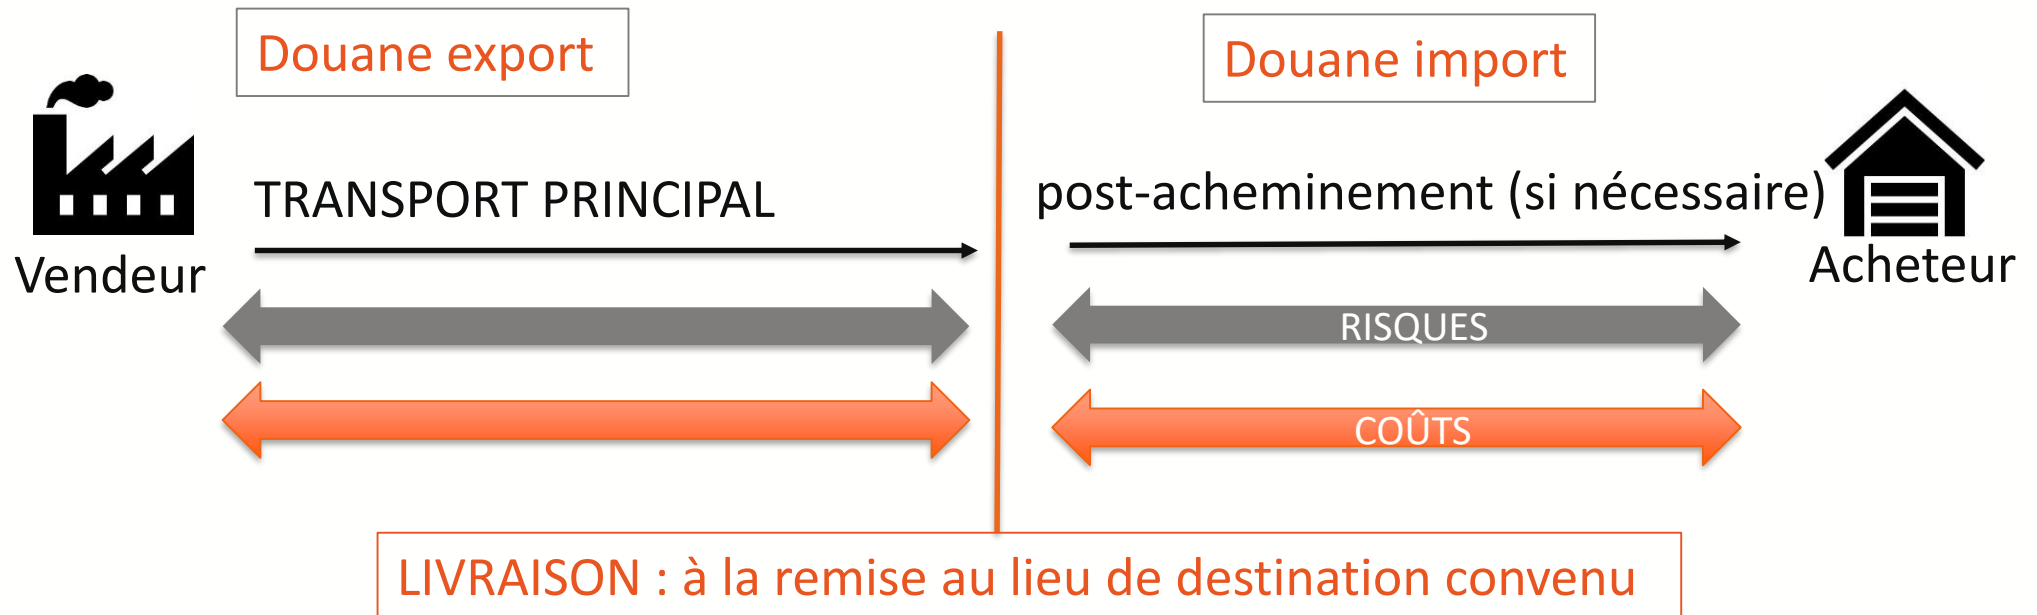 Douane export
Douane import
TRANSPORT PRINCIPAL
post-acheminement (si nécessaire)
Vendeur
Acheteur
RISQUES
COÛTS
LIVRAISON : à la remise au lieu de destination convenu